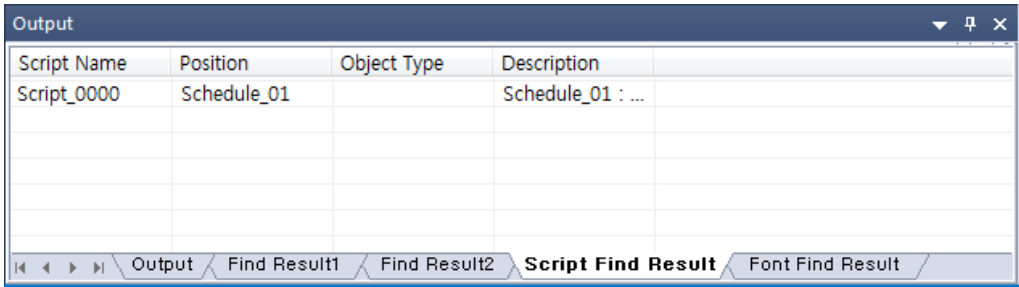 Output
Script Name Position Object Type Description
Script_0000 Schedule_01 Schedule_01 : ...
Output Find Result1 Find Result2 Script Find Result Font Find Result